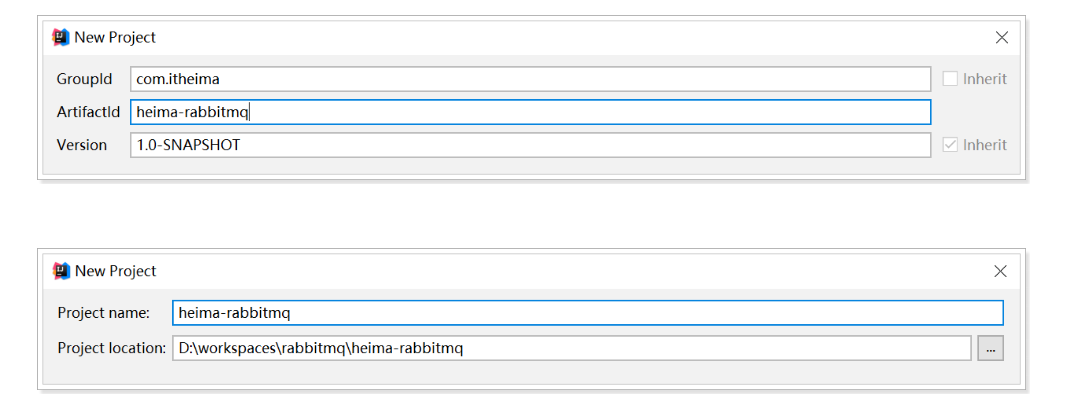 New Project
GroupId com.itheima Inherit
ArtifactId heima-rabbitmq
Version 1.0-SNAPSHOT Inherit
New Project
Project name: heima-rabbitmq
Project location: D:\workspaces\rabbitmq\heima-rabbitmq ...